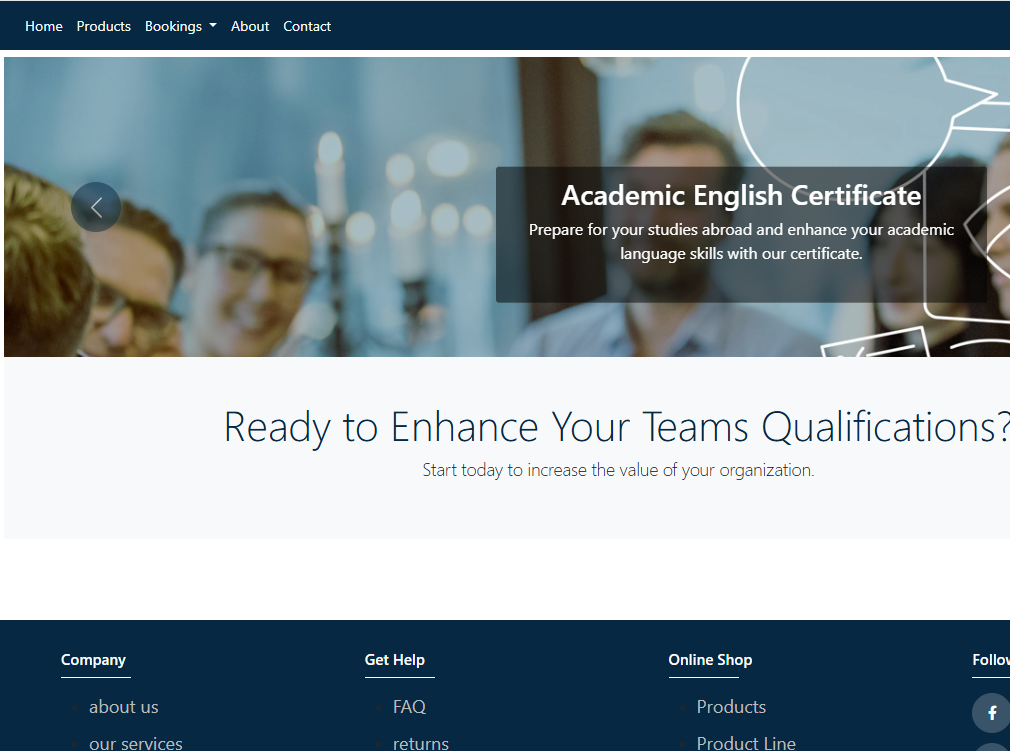 Home Products Bookings About Contact
Academic English Certificate
Prepare for your studies abroad and enhance your academic
language skills with our certificate.
Ready to Enhance Your Teams Qualifications?
Start today to increase the value of your organization.
Company Get Help Online Shop Follow
about us FAQ Products
our services returns Product Line